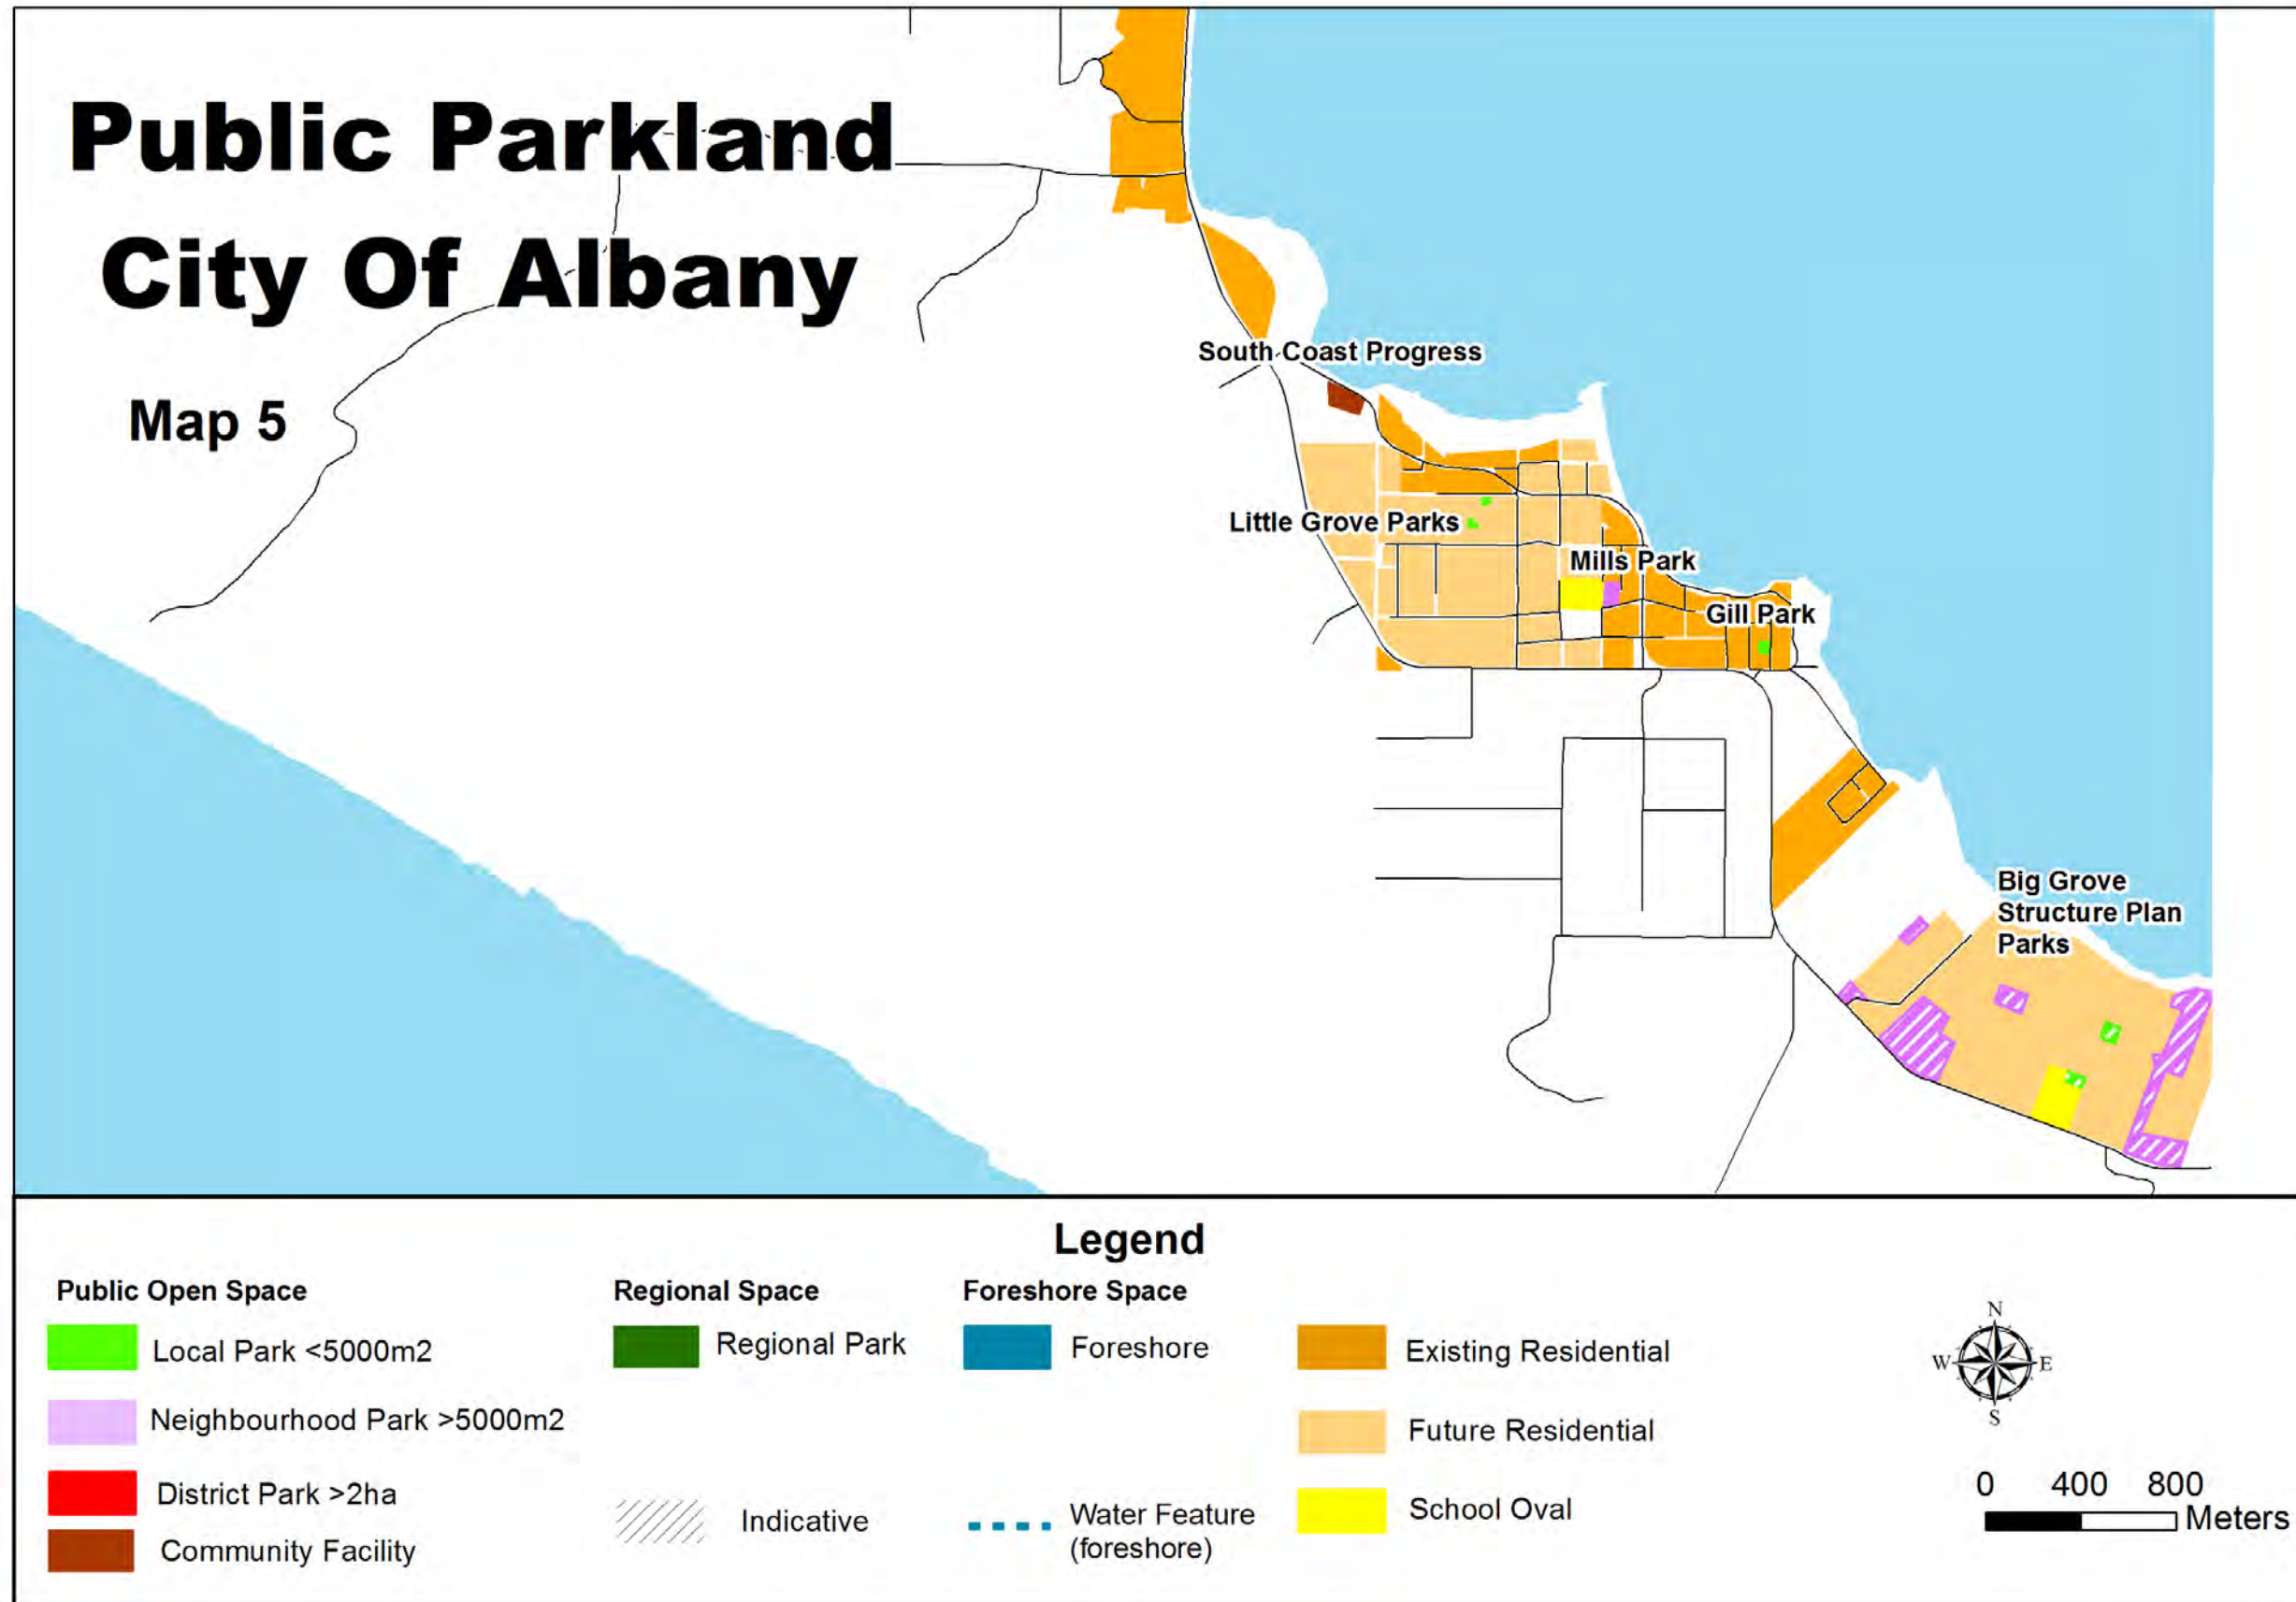 Public Parkland
City Of Albany
Map 5
South Coast Progress
Little Grove Parks
Mills Park
Gill Park
Big Grove
Structure Plan
Parks
Legend
Public Open Space
Local Park <5000m2
Neighbourhood Park >5000m2
District Park >2ha
Community Facility
Regional Space
Regional Park
Indicative
Foreshore Space
Foreshore
Water Feature
(foreshore)
Existing Residential
Future Residential
School Oval
N
W E
S
0 400 800
Meters